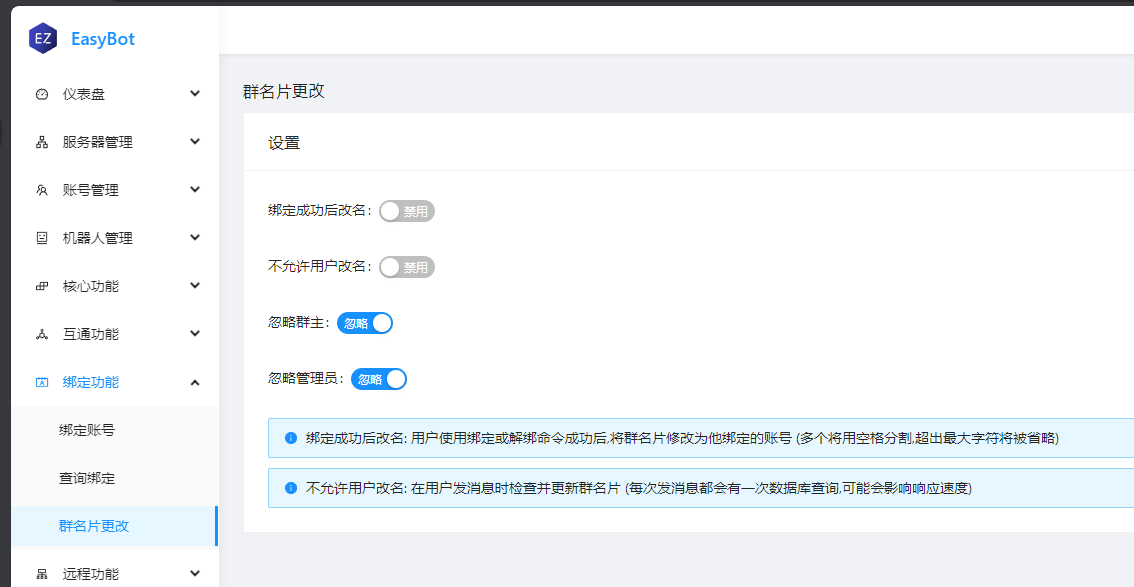 EZ EasyBot
仪表盘
服务器管理
账号管理
机器人管理
核心功能
互通功能
绑定功能
绑定账号
查询绑定
群名片更改
远程功能
群名片更改
设置
绑定成功后改名: 禁用
不允许用户改名: 禁用
忽略群主: 忽略
忽略管理员: 忽略
绑定成功后改名: 用户使用绑定或解绑命令成功后,将群名片修改为他绑定的账号 (多个将用空格分割,超出最大字符将被省略)
不允许用户改名: 在用户发消息时检查并更新群名片 (每次发消息都会有一次数据库查询,可能会影响响应速度)